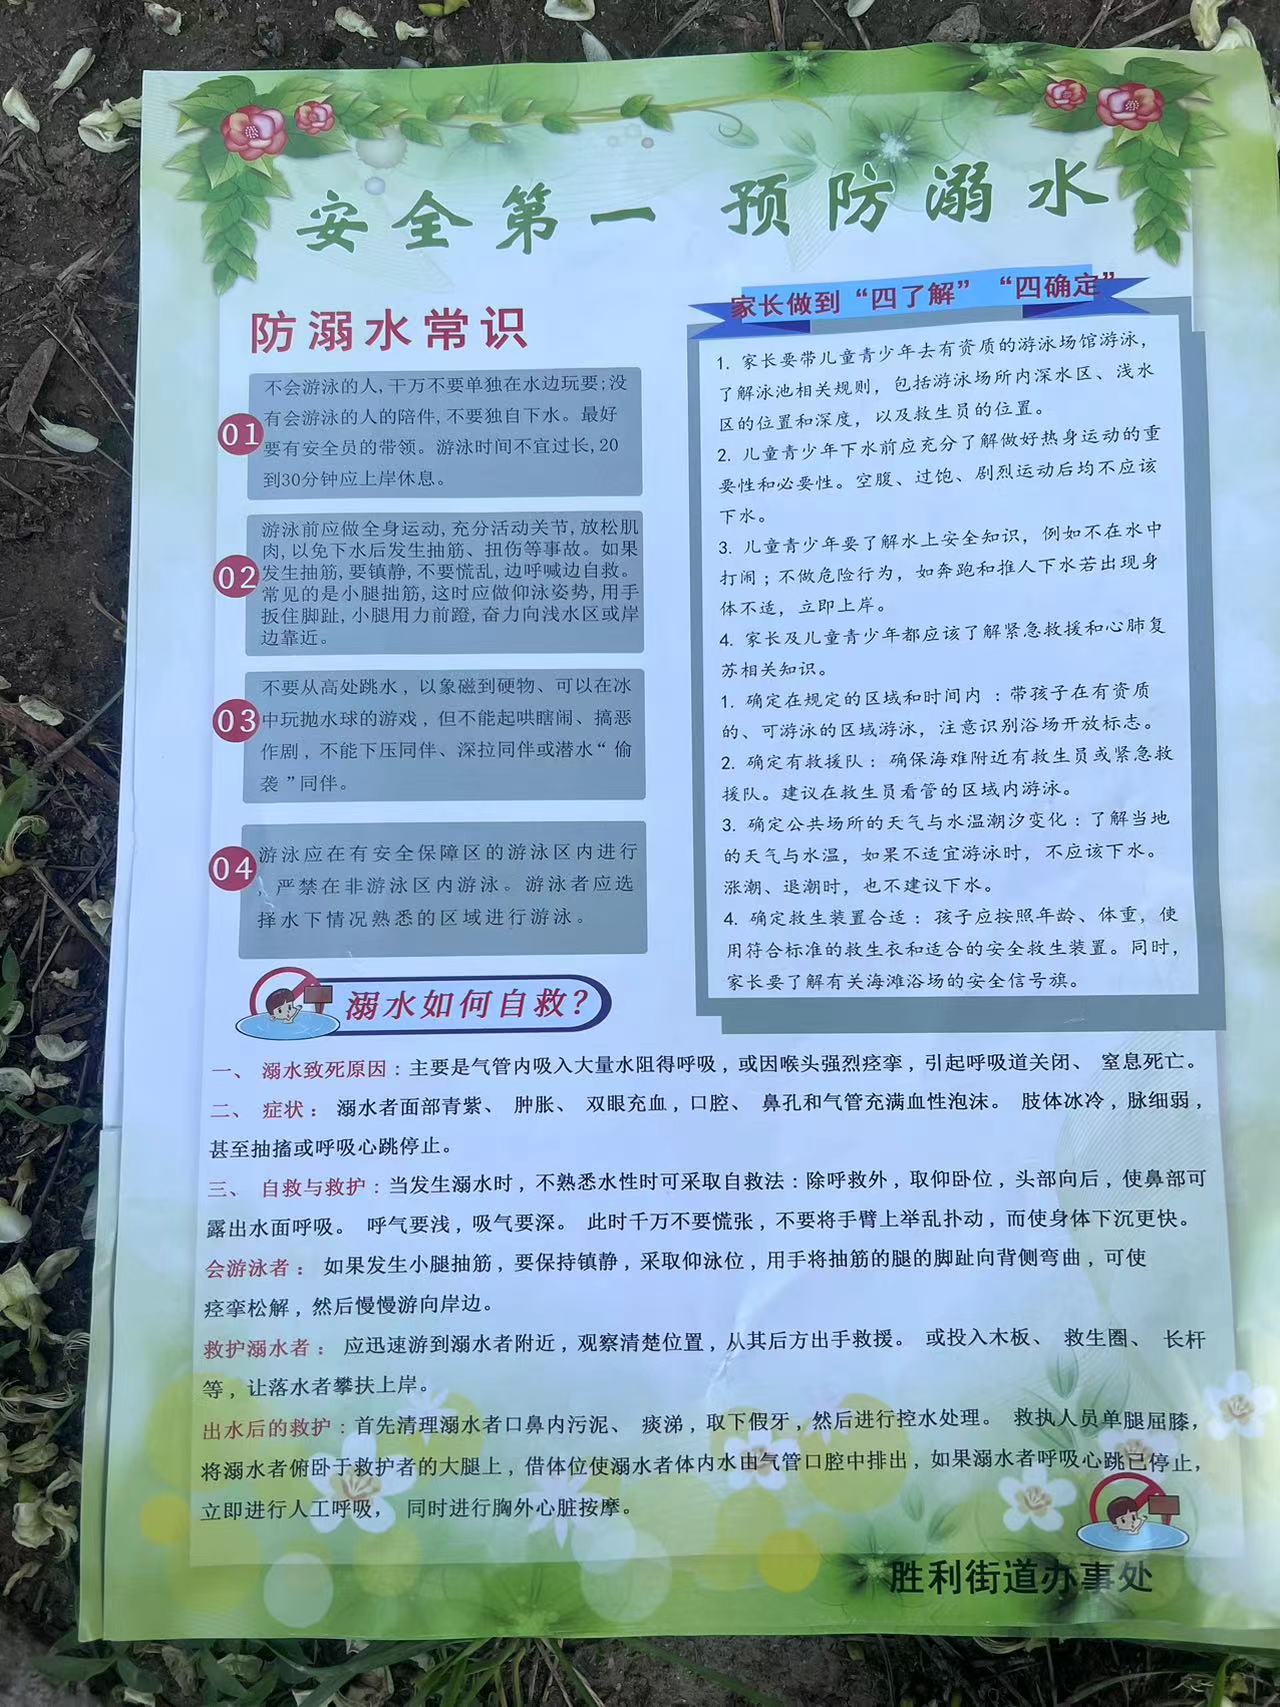 安全第一 预防溺水
防溺水常识
01
不会游泳的人,千万不要单独在水边玩耍;没
有会游泳的人的陪伴,不要独自下水。最好
要有安全员的带领。游泳时间不宜过长,20
到30分钟应上岸休息。
02
游泳前应做全身运动,充分活动关节,放松肌
肉,以免下水后发生抽筋、扭伤等事故。如果
发生抽筋,要镇静,不要慌乱,边呼喊边自救。
常见的是小腿抽筋,这时应做仰泳姿势,用手
扳住脚趾,小腿用力前蹬,奋力向浅水区或岸
边靠近。
03
不要从高处跳水,以象磁到硬物、可以在冰
中玩抛水球的游戏,但不能起哄瞎闹、搞恶
作剧,不能下压同伴、深拉同伴或潜水“偷
袭”同伴。
04
游泳应在有安全保障区的游泳区内进行
,严禁在非游泳区内游泳。游泳者应选
择水下情况熟悉的区域进行游泳。
家长做到“四了解”“四确定”
1. 家长要带儿童青少年去有资质的游泳场馆游泳,
了解泳池相关规则,包括游泳场所内深水区、浅水
区的位置和深度,以及救生员的位置。
2. 儿童青少年下水前应充分了解做好热身运动的重
要性和必要性。空腹、过饱、剧烈运动后均不应该
下水。
3. 儿童青少年要了解水上安全知识,例如不在水中
打闹;不做危险行为,如奔跑和推人下水若出现身
体不适,立即上岸。
4. 家长及儿童青少年都应该了解紧急救援和心肺复
苏相关知识。
1. 确定在规定的区域和时间内:带孩子在有资质
的、可游泳的区域游泳,注意识别浴场开放标志。
2. 确定有救援队:确保海难附近有救生员或紧急救
援队。建议在救生员看管的区域内游泳。
3. 确定公共场所的天气与水温潮汐变化:了解当地
的天气与水温,如果不适宜游泳时,不应该下水。
涨潮、退潮时,也不建议下水。
4. 确定救生装置合适:孩子应按照年龄、体重,使
用符合标准的救生衣和适合的安全救生装置。同时,
家长要了解有关海滩浴场的安全信号旗。
溺水如何自救?
一、 溺水致死原因:主要是气管内吸入大量水阻得呼吸,或因喉头强烈痉挛,引起呼吸道关闭、 窒息死亡。
二、 症状: 溺水者面部青紫、 肿胀、 双眼充血,口腔、 鼻孔和气管充满血性泡沫。 肢体冰冷,脉细弱,
甚至抽搐或呼吸心跳停止。
三、 自救与救护:当发生溺水时,不熟悉水性时可采取自救法:除呼救外,取仰卧位,头部向后,使鼻部可
露出水面呼吸。 呼气要浅,吸气要深。 此时千万不要慌张,不要将手臂上举乱扑动,而使身体下沉更快。
会游泳者: 如果发生小腿抽筋,要保持镇静,采取仰泳位,用手将抽筋的腿的脚趾向背侧弯曲,可使
痉挛松解,然后慢慢游向岸边。
救护溺水者: 应迅速游到溺水者附近,观察清楚位置,从其后方出手救援。 或投入木板、 救生圈、 长杆
等,让落水者攀扶上岸。
出水后的救护:首先清理溺水者口鼻内污泥、 痰涕,取下假牙,然后进行控水处理。 救执人员单腿屈膝,
将溺水者俯卧于救护者的大腿上,借体位使溺水者体内水由气管口腔中排出,如果溺水者呼吸心跳已停止,
立即进行人工呼吸, 同时进行胸外心脏按摩。
胜利街道办事处